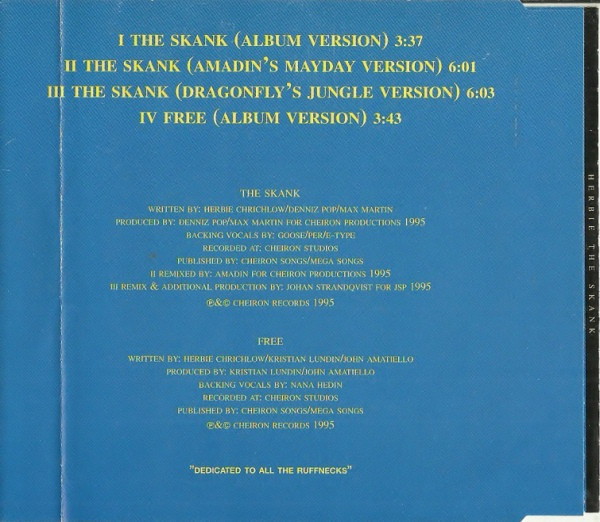 I THE SKANK (ALBUM VERSION) 3:37
II THE SKANK (AMADIN'S MAYDAY VERSION) 6:01
III THE SKANK (DRAGONFLY'S JUNGLE VERSION) 6:03
IV FREE (ALBUM VERSION) 3:43
THE SKANK
WRITTEN BY: HERBIE CHRICHLOW/DENNIZ POP/MAX MARTIN
PRODUCED BY: DENNIZ POP/MAX MARTIN FOR CHEIRON PRODUCTIONS 1995
BACKING VOCALS BY: GOOSE/PER/E-TYPE
RECORDED AT: CHEIRON STUDIOS
PUBLISHED BY: CHEIRON SONGS/MEGA SONGS
II REMIXED BY: AMADIN FOR CHEIRON PRODUCTIONS 1995
III REMIX & ADDITIONAL PRODUCTION BY: JOHAN STRANDQVIST FOR JSP 1995
℗&© CHEIRON RECORDS 1995
FREE
WRITTEN BY: HERBIE CHRICHLOW/KRISTIAN LUNDIN/JOHN AMATIELLO
PRODUCED BY: KRISTIAN LUNDIN/JOHN AMATIELLO
BACKING VOCALS BY: NANA HEDIN
RECORDED AT: CHEIRON STUDIOS
PUBLISHED BY: CHEIRON SONGS/MEGA SONGS
℗&© CHEIRON RECORDS 1995
"DEDICATED TO ALL THE RUFFNECKS"
HERBIE THE SKANK